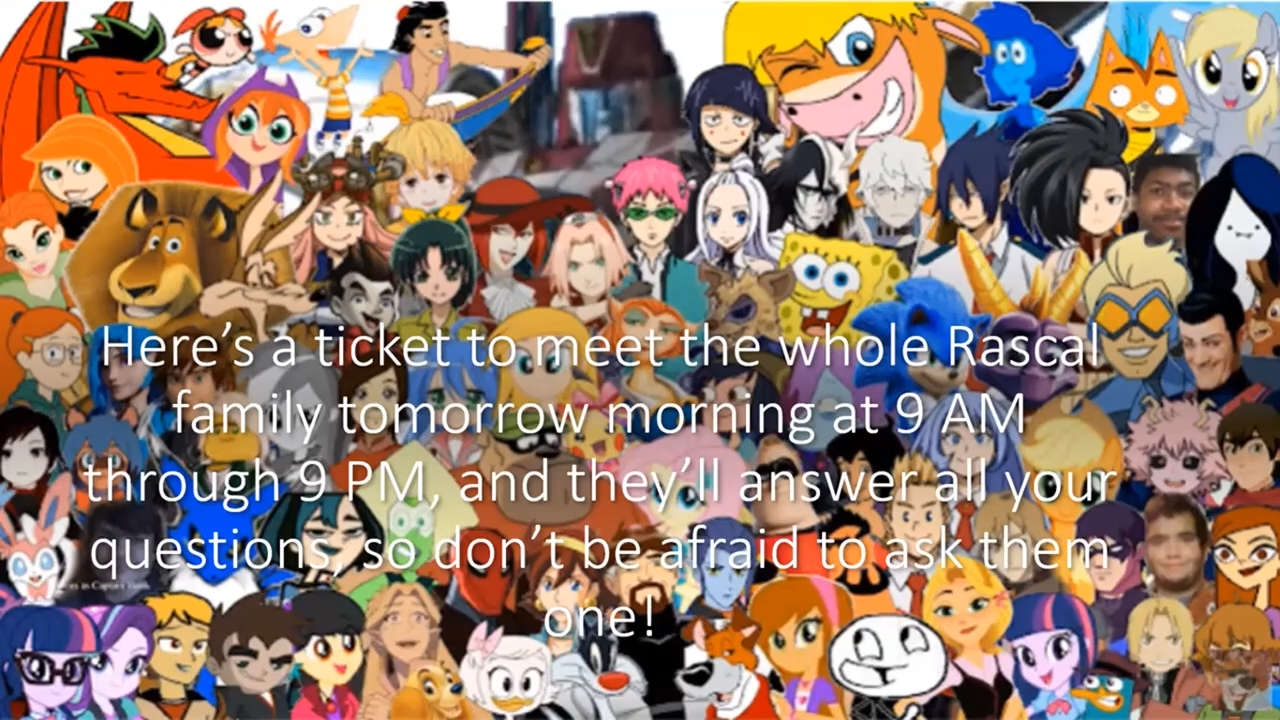 Here’s a ticket to meet the whole Rascal
family tomorrow morning at 9 AM
through 9 PM, and they’ll answer all your
questions, so don’t be afraid to ask them
one!